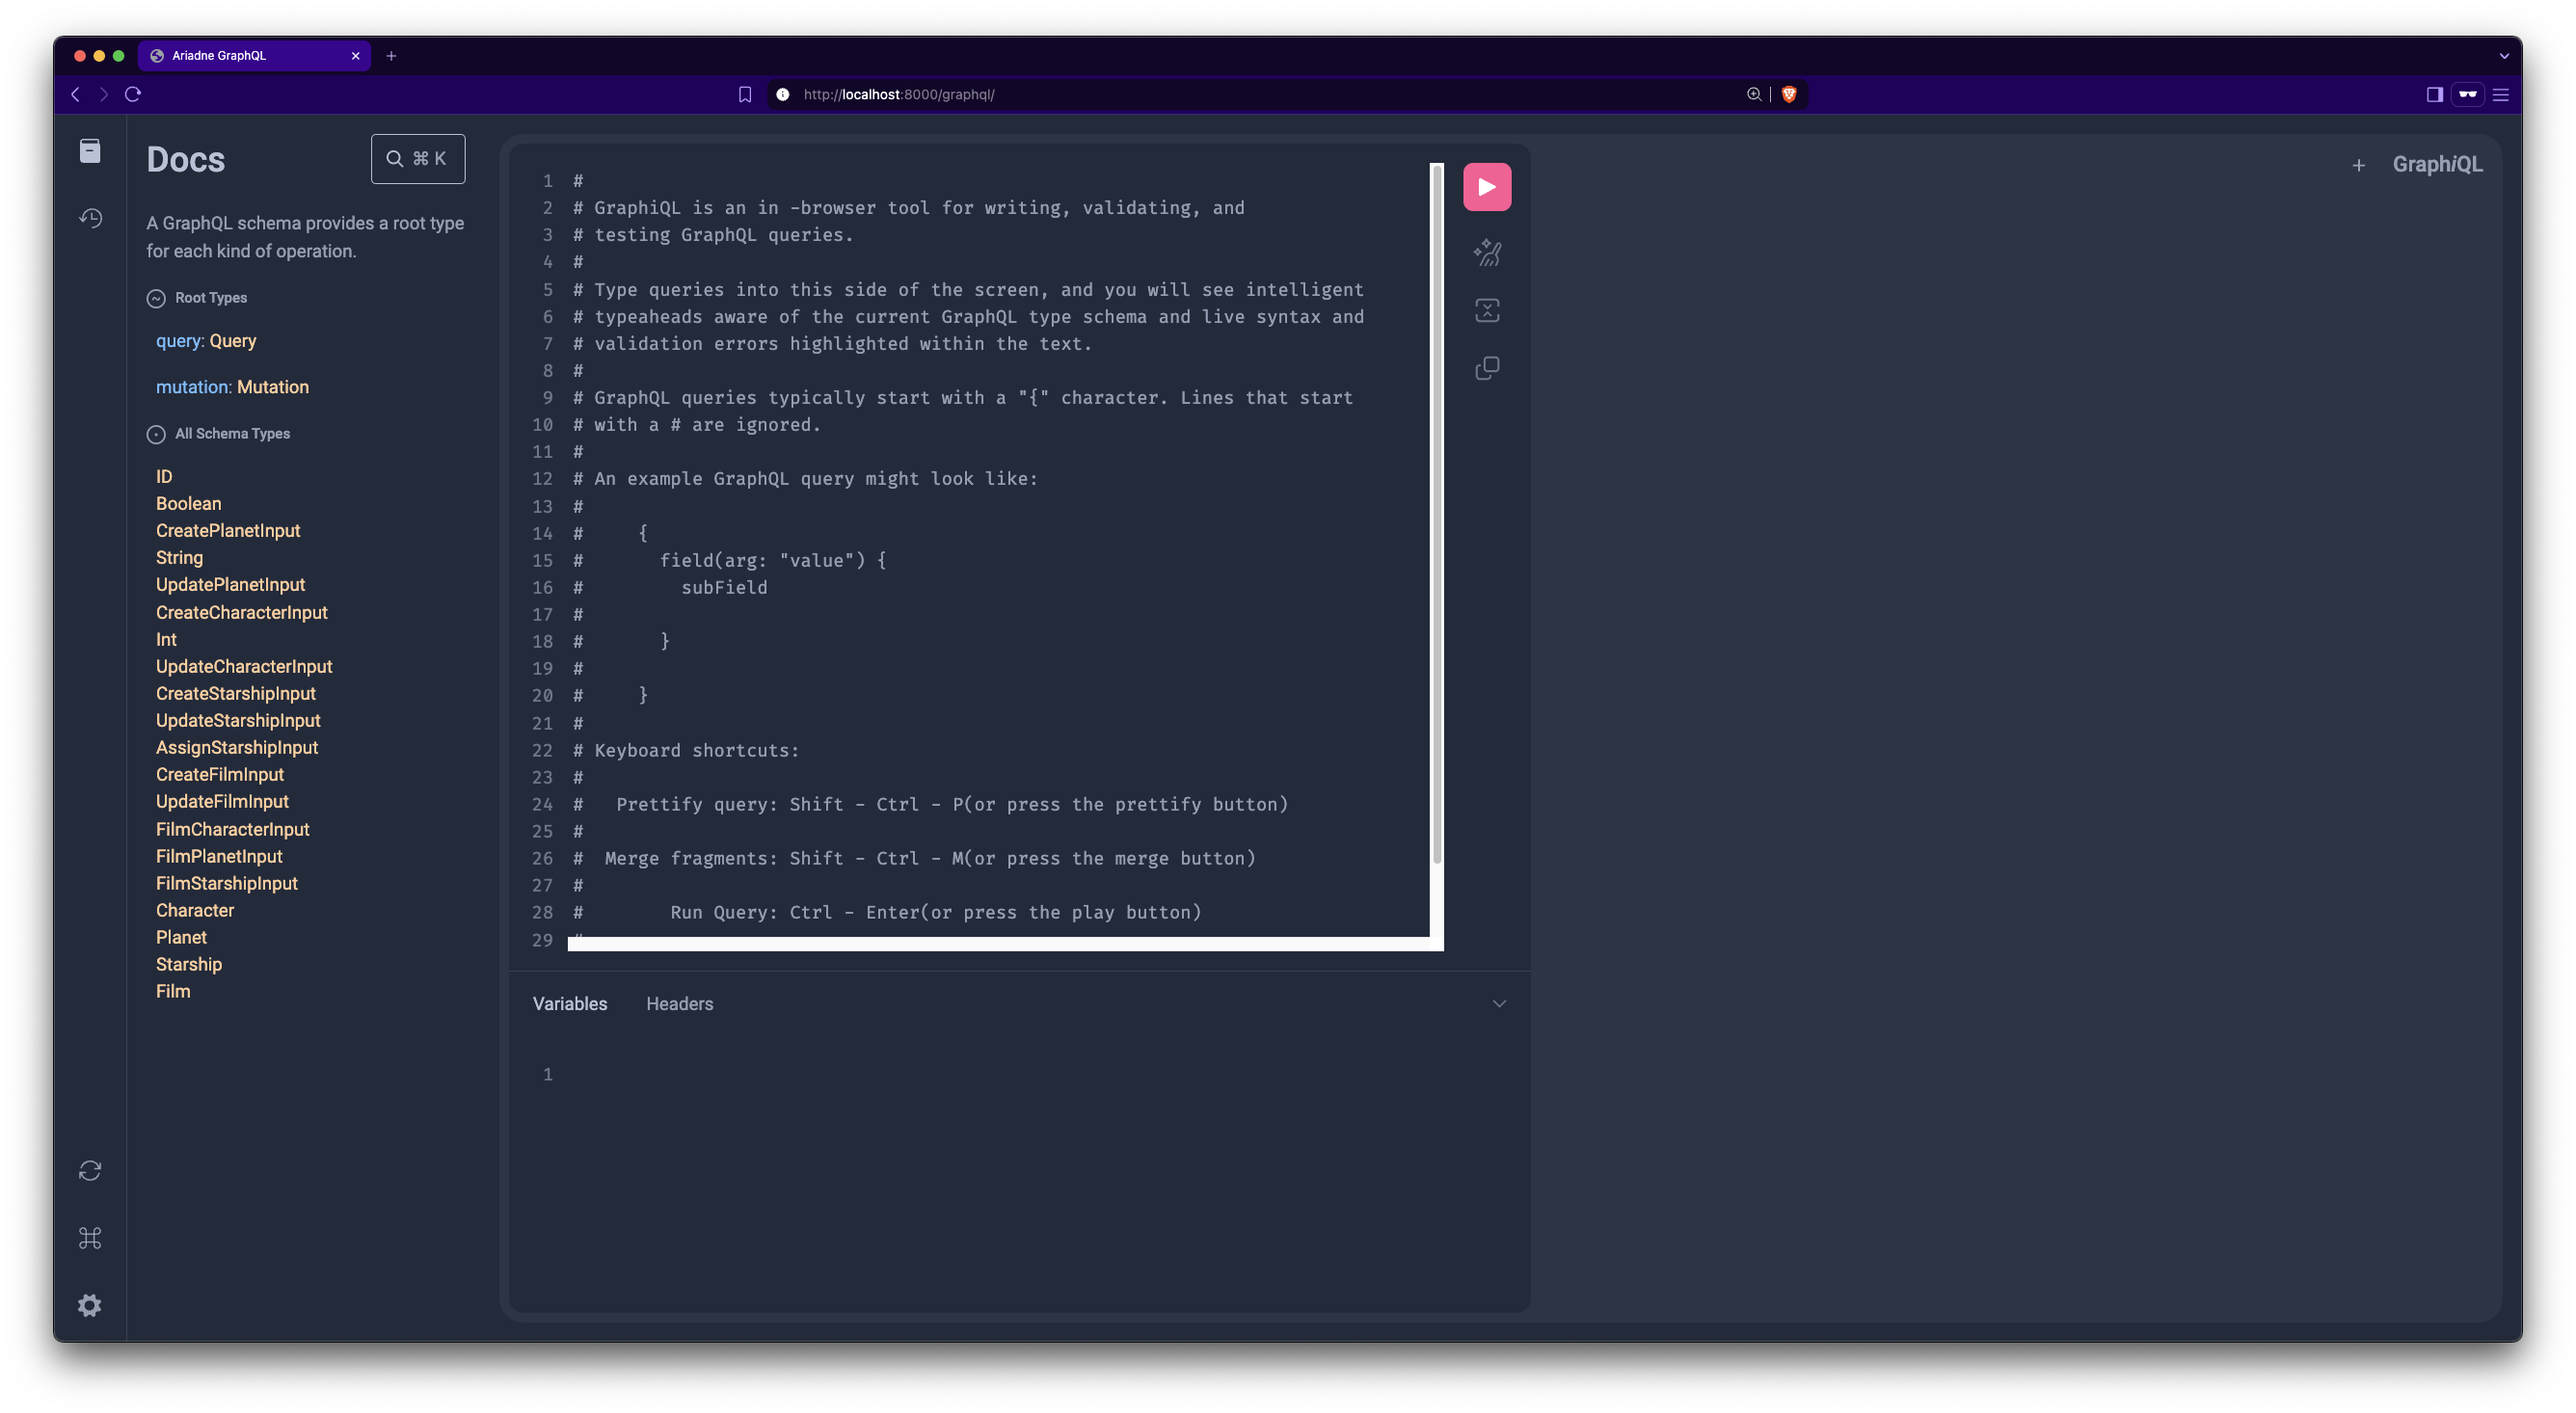 Ariadne GraphQL
http://localhost:8000/graphql/
Docs
⌘ K
A GraphQL schema provides a root type
for each kind of operation.
Root Types
query: Query
mutation: Mutation
All Schema Types
ID
Boolean
CreatePlanetInput
String
UpdatePlanetInput
CreateCharacterInput
Int
UpdateCharacterInput
CreateStarshipInput
UpdateStarshipInput
AssignStarshipInput
CreateFilmInput
UpdateFilmInput
FilmCharacterInput
FilmPlanetInput
FilmStarshipInput
Character
Planet
Starship
Film
1 #
2 # GraphiQL is an in -browser tool for writing, validating, and
3 # testing GraphQL queries.
4 #
5 # Type queries into this side of the screen, and you will see intelligent
6 # typeaheads aware of the current GraphQL type schema and live syntax and
7 # validation errors highlighted within the text.
8 #
9 # GraphQL queries typically start with a "{" character. Lines that start
10 # with a # are ignored.
11 #
12 # An example GraphQL query might look like:
13 #
14 #     {
15 #       field(arg: "value") {
16 #         subField
17 #
18 #       }
19 #
20 #     }
21 #
22 # Keyboard shortcuts:
23 #
24 #   Prettify query: Shift - Ctrl - P(or press the prettify button)
25 #
26 #  Merge fragments: Shift - Ctrl - M(or press the merge button)
27 #
28 #        Run Query: Ctrl - Enter(or press the play button)
29 #
Variables Headers
1
+ GraphiQL